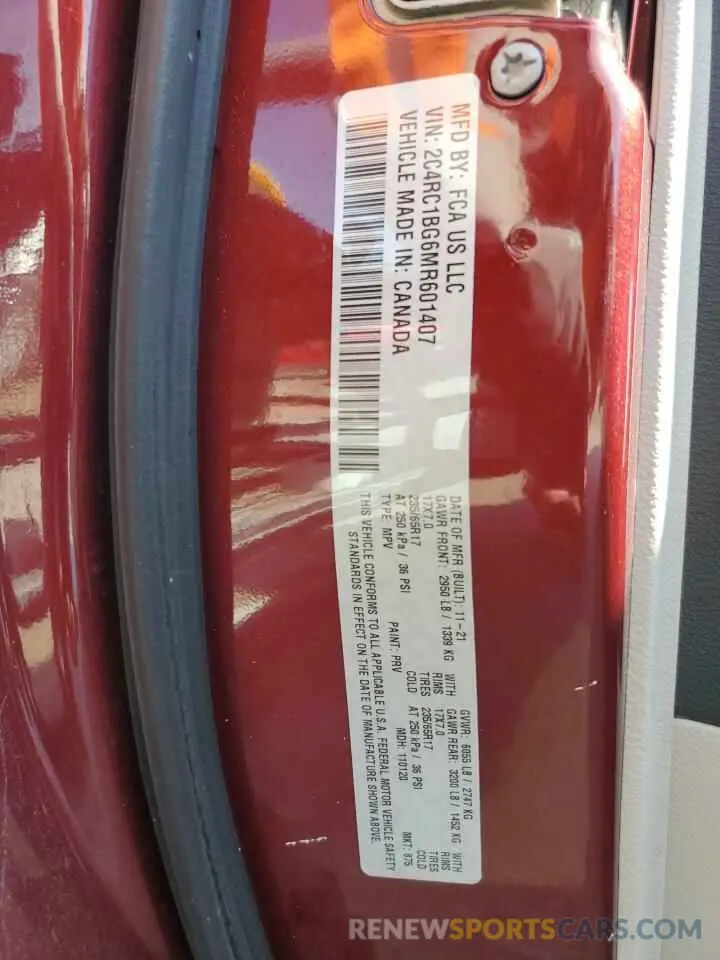 MFD BY: FCA US LLC
VIN: 2C4RC1BG6MR601407
VEHICLE MADE IN: CANADA
DATE OF MFR (BUILT): 11-21 GVWR: 6055 LB / 2747 KG
GAWR FRONT: 2950 LB / 1339 KG WITH GAWR REAR: 3200 LB / 1452 KG WITH
17X7.0 RIMS 17X7.0 RIMS
235/65R17 TIRES 235/65R17 TIRES
AT 250 kPa / 36 PSI COLD AT 250 kPa / 36 PSI COLD
TYPE: MPV PAINT: PRV MDH: 110120 MKT: 875
THIS VEHICLE CONFORMS TO ALL APPLICABLE U.S.A. FEDERAL MOTOR VEHICLE SAFETY
STANDARDS IN EFFECT ON THE DATE OF MANUFACTURE SHOWN ABOVE.
RENEWSPORTSCARS.COM